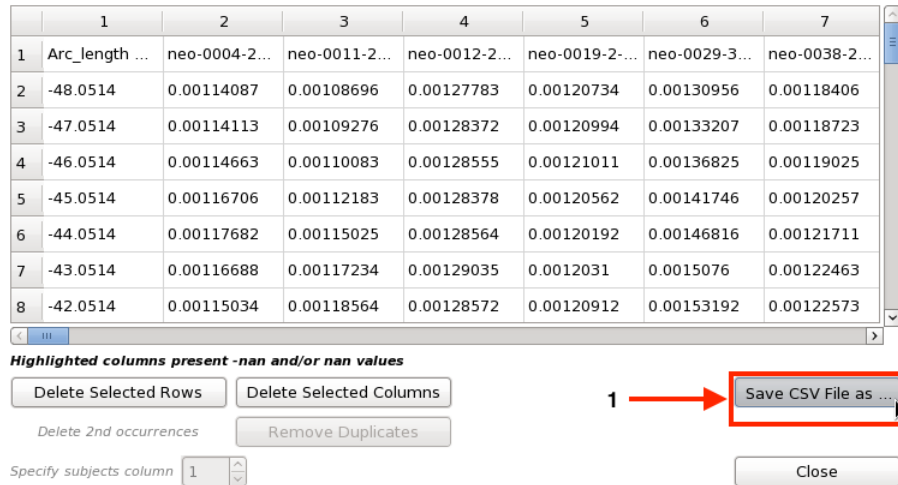 1 2 3 4 5 6 7
1 Arc_length ... neo-0004-2... neo-0011-2... neo-0012-2... neo-0019-2-... neo-0029-3... neo-0038-2...
2 -48.0514 0.00114087 0.00108696 0.00127783 0.00120734 0.00130956 0.00118406
3 -47.0514 0.00114113 0.00109276 0.00128372 0.00120994 0.00133207 0.00118723
4 -46.0514 0.00114663 0.00110083 0.00128555 0.00121011 0.00136825 0.00119025
5 -45.0514 0.00116706 0.00112183 0.00128378 0.00120562 0.00141746 0.00120257
6 -44.0514 0.00117682 0.00115025 0.00128564 0.00120192 0.00146816 0.00121711
7 -43.0514 0.00116688 0.00117234 0.00129035 0.0012031 0.0015076 0.00122463
8 -42.0514 0.00115034 0.00118564 0.00128572 0.00120912 0.00153192 0.00122573
Highlighted columns present -nan and/or nan values
Delete Selected Rows Delete Selected Columns 1 Save CSV File as ...
Delete 2nd occurrences Remove Duplicates
Specify subjects column 1 Close